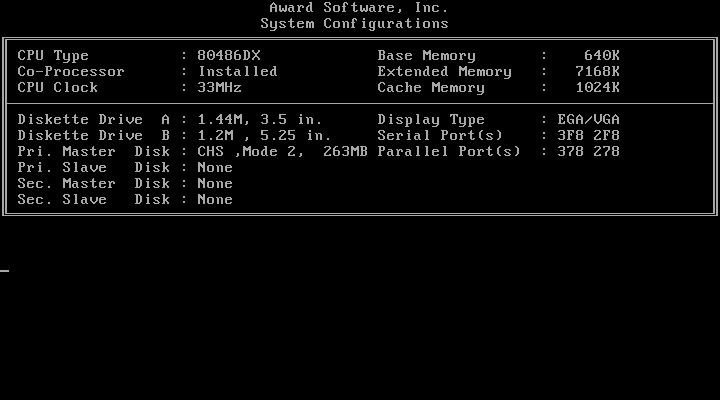 Award Software, Inc.
System Configurations
CPU Type          : 80486DX             Base Memory       :    640K
Co-Processor      : Installed           Extended Memory   :   7168K
CPU Clock         : 33MHz               Cache Memory      :   1024K
Diskette Drive  A : 1.44M, 3.5 in.      Display Type      : EGA/VGA
Diskette Drive  B : 1.2M , 5.25 in.     Serial Port(s)    : 3F8 2F8
Pri. Master  Disk : CHS ,Mode 2,  263MB Parallel Port(s)  : 378 278
Pri. Slave   Disk : None
Sec. Master  Disk : None
Sec. Slave   Disk : None